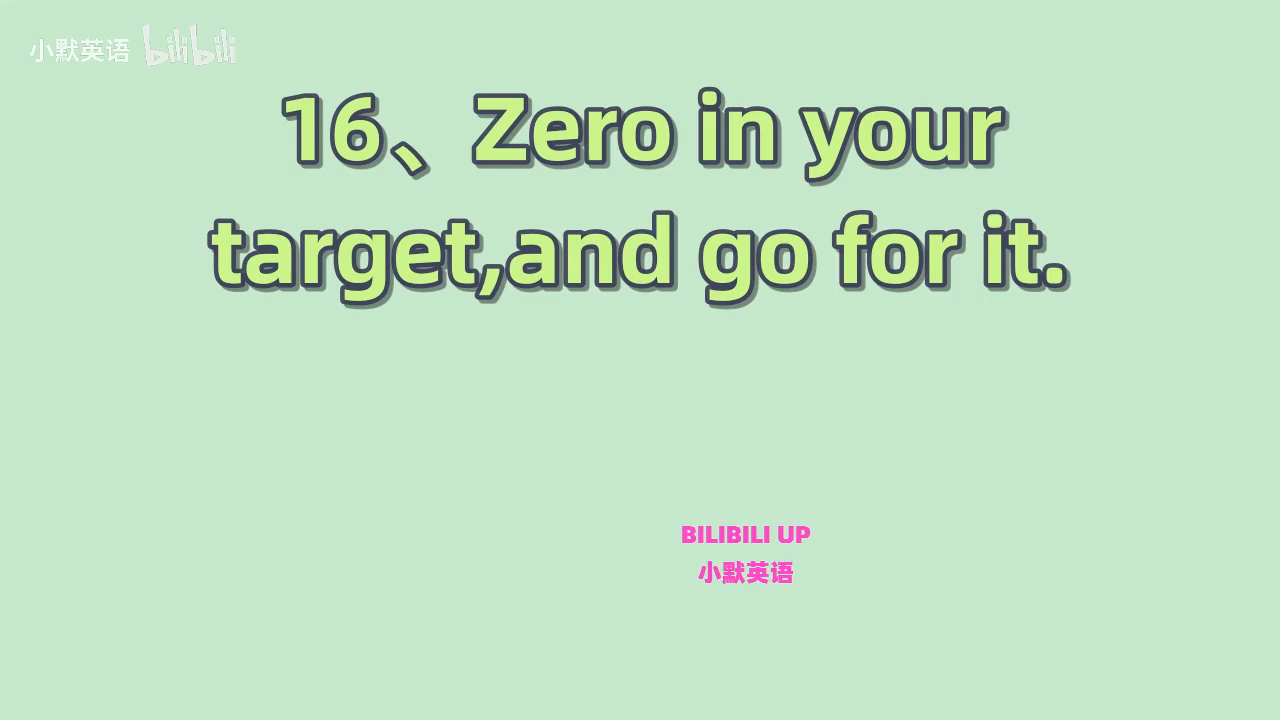 小默英语 bilibili
16、Zero in your
target,and go for it.
BILIBILI UP
小默英语